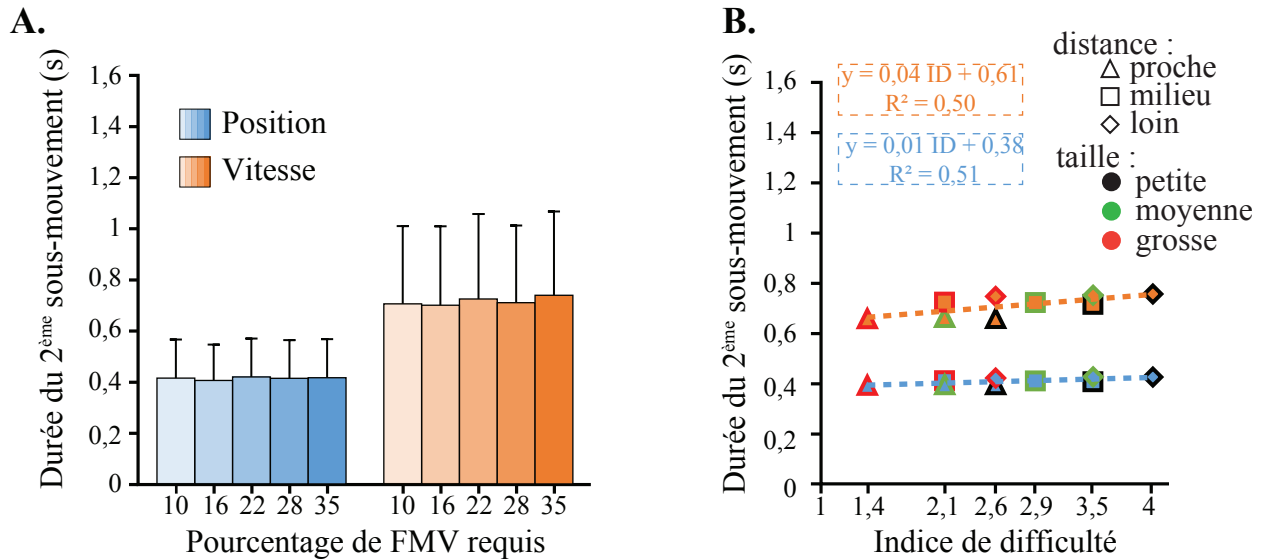 A.
Durée du 2ème sous-mouvement (s)
1,6
1,4
1,2
1
0,8
0,6
0,4
0,2
0
Position
Vitesse
10 16 22 28 35 10 16 22 28 35
Pourcentage de FMV requis
B.
Durée du 2ème sous-mouvement (s)
1,6
1,4
1,2
1
0,8
0,6
0,4
0,2
0
y = 0,04 ID + 0,61
R² = 0,50
y = 0,01 ID + 0,38
R² = 0,51
distance :
proche
milieu
loin
taille :
petite
moyenne
grosse
1 1,4 2,1 2,6 2,9 3,5 4
Indice de difficulté